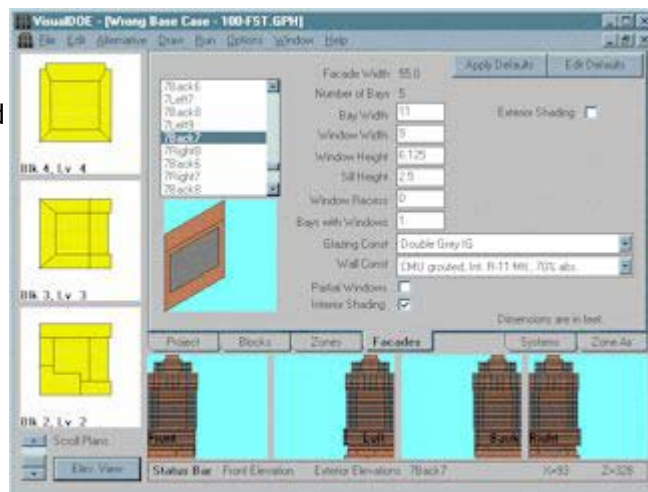 VisualDOE - [Wrong Base Case - 100-FST.GPH]
File Edit Alternative Draw Run Options Window Help
d
Blk 4, Lv 4
Blk 3, Lv 3
Blk 2, Lv 2
Scroll Plans
Elev. View
7Back6
7Left7
7Back8
7Left9
7Back7
7Right8
7Back6
7Right7
7Back8
Facade Width 55.0
Number of Bays 5
Bay Width 11
Window Width 9
Window Height 6.125
Sill Height 2.5
Window Recess 0
Bays with Windows 1
Glazing Const Double Grey IG
Wall Const CMU grouted, Int. R-11 MtL, 70% abs.
Partial Windows
Interior Shading
Apply Defaults Edit Defaults
Exterior Shading
Dimensions are in feet
Project Blocks Zones Facades Systems Zone As
Front Left Back Right
Status Bar Front Elevation Exterior Elevations 7Back7 X=93 Z=328